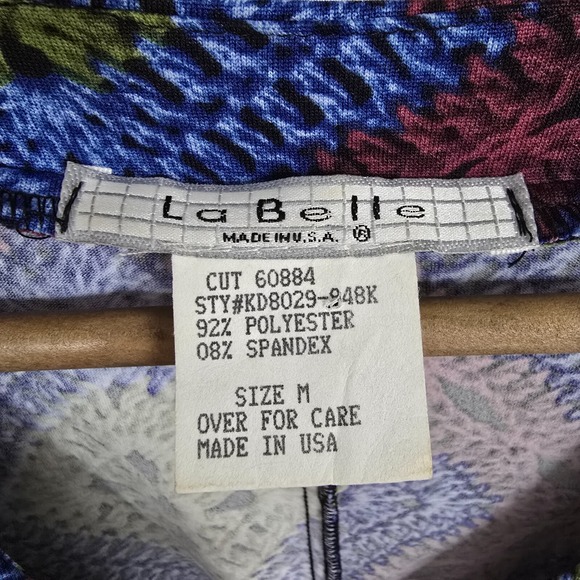 La Belle
MADE IN U.S.A. ®
CUT 60884
STY#KD8029-948K
92% POLYESTER
08% SPANDEX
SIZE M
OVER FOR CARE
MADE IN USA